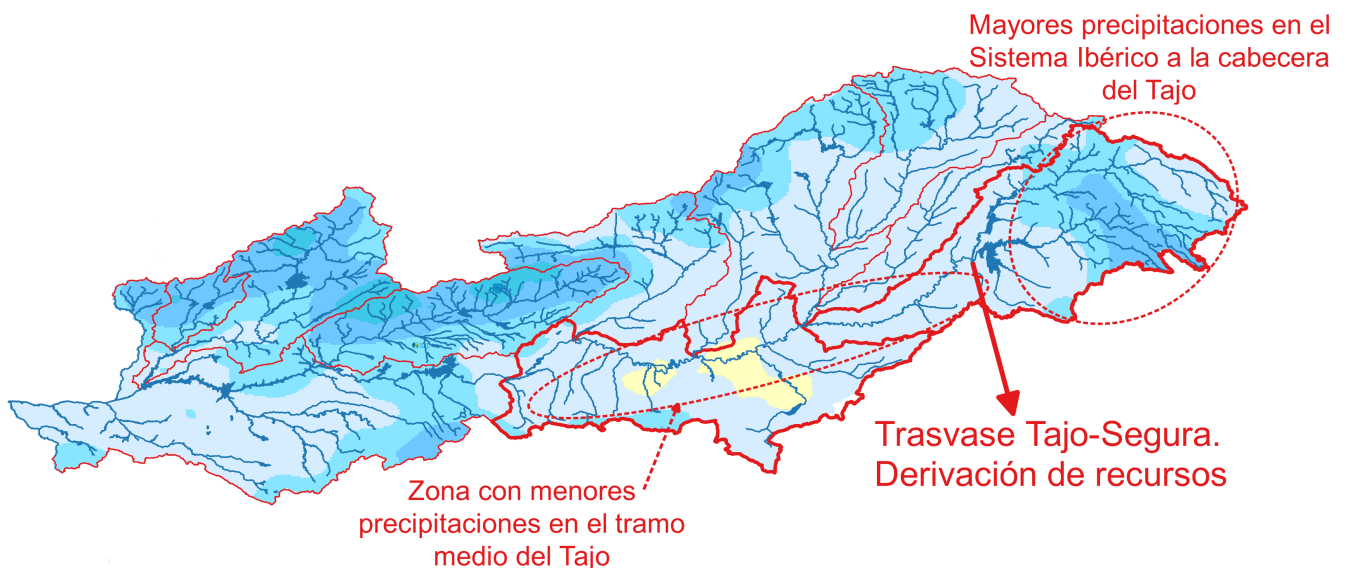 Mayores precipitaciones en el
Sistema Ibérico a la cabecera
del Tajo
Trasvase Tajo-Segura.
Derivación de recursos
Zona con menores
precipitaciones en el tramo
medio del Tajo